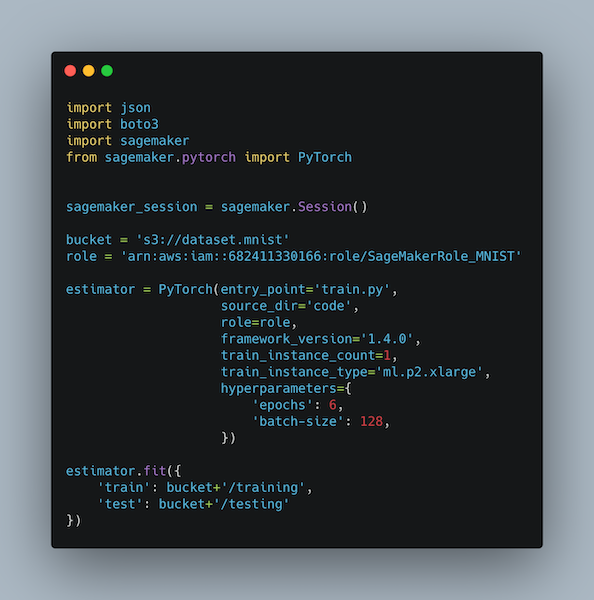 import json
import boto3
import sagemaker
from sagemaker.pytorch import PyTorch
sagemaker_session = sagemaker.Session()
bucket = 's3://dataset.mnist'
role = 'arn:aws:iam::682411330166:role/SageMakerRole_MNIST'
estimator = PyTorch(entry_point='train.py',
                    source_dir='code',
                    role=role,
                    framework_version='1.4.0',
                    train_instance_count=1,
                    train_instance_type='ml.p2.xlarge',
                    hyperparameters={
                        'epochs': 6,
                        'batch-size': 128,
                    })
estimator.fit({
    'train': bucket+'/training',
    'test': bucket+'/testing'
})